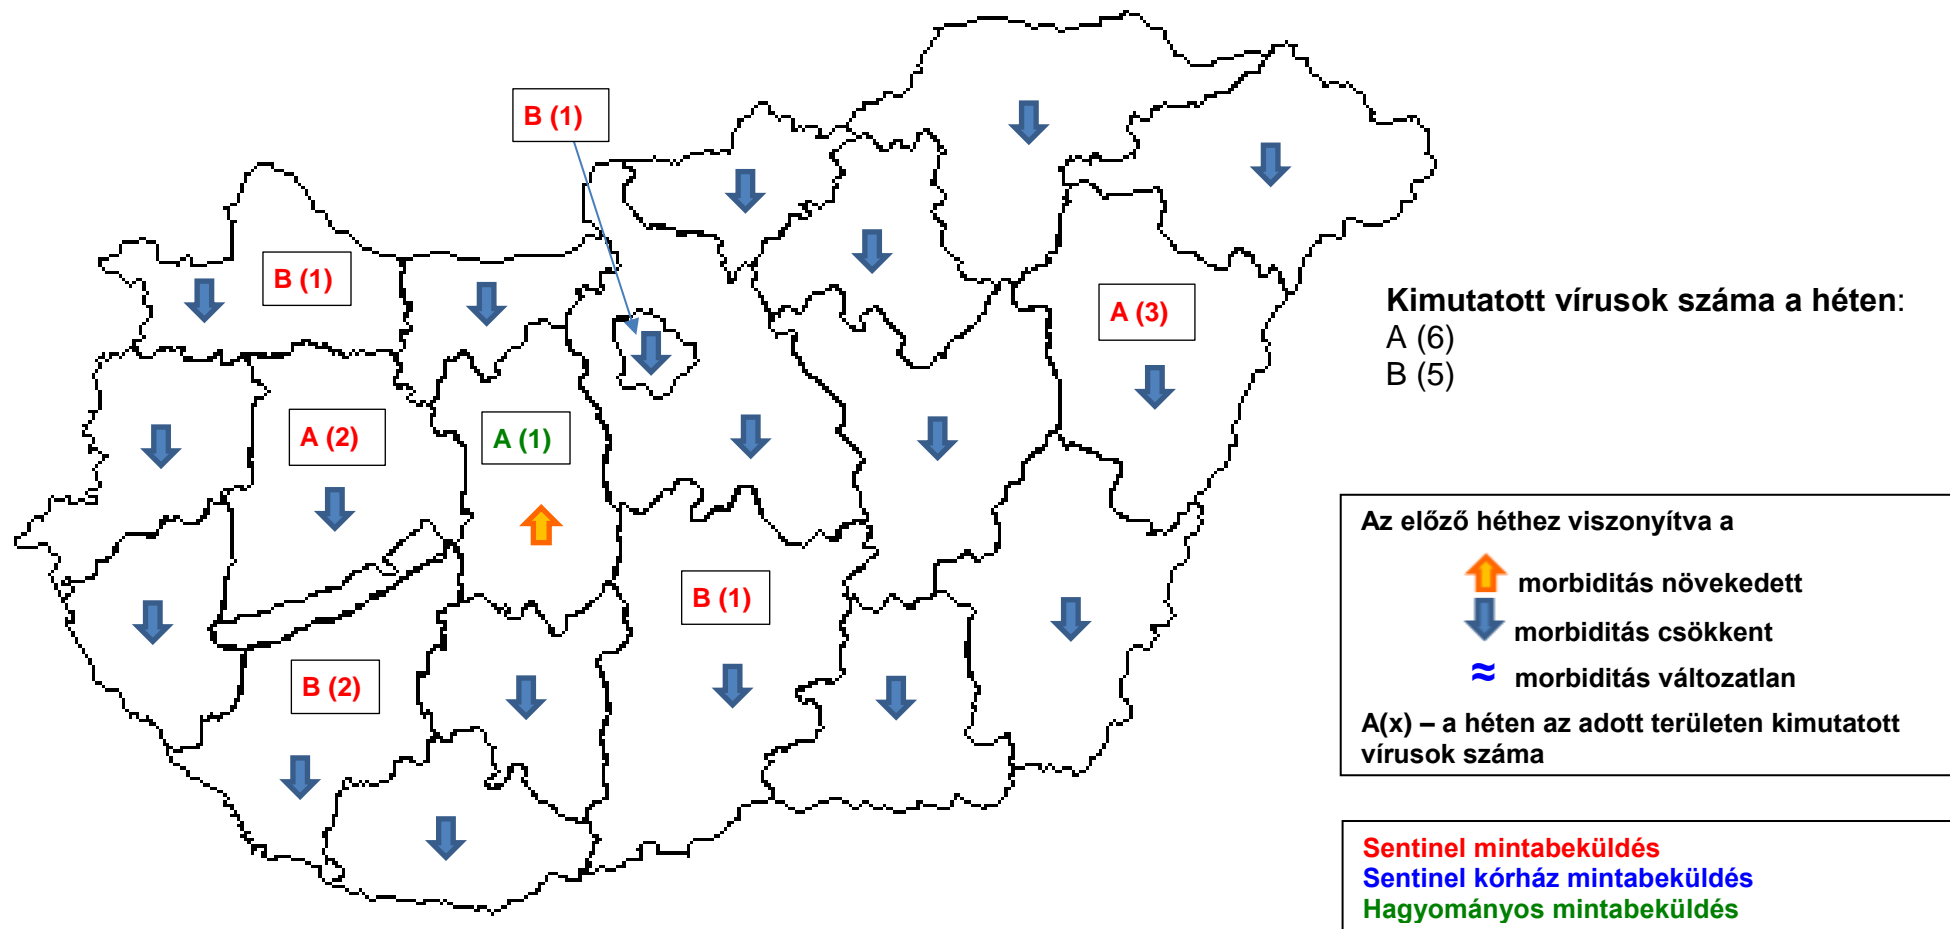 B (1)
B (1)
A (3)
Kimutatott vírusok száma a héten:
A (6)
B (5)
A (2)
A (1)
Az előző héthez viszonyítva a
morbiditás növekedett
B (1)
morbiditás csökkent
≈ morbiditás változatlan
B (2)
A(x) – a héten az adott területen kimutatott
vírusok száma
Sentinel mintabeküldés
Sentinel kórház mintabeküldés
Hagyományos mintabeküldés